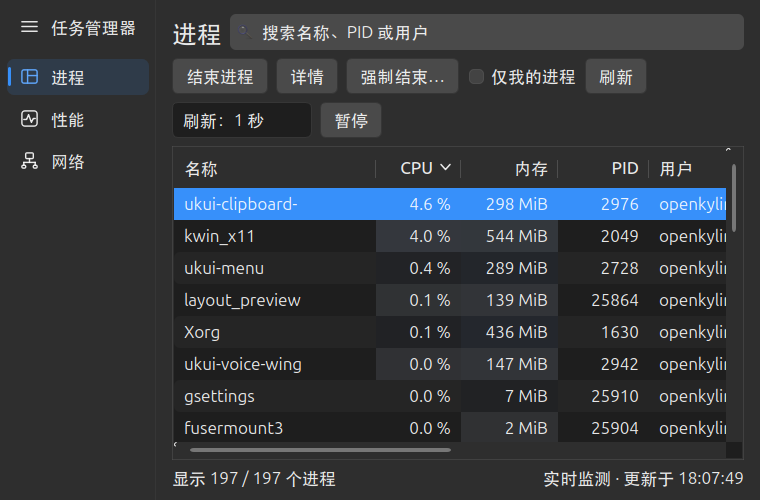 任务管理器
进程
性能
网络
进程
搜索名称、PID 或用户
结束进程 详情 强制结束... 仅我的进程 刷新
刷新：1 秒 暂停
名称 CPU 内存 PID 用户
ukui-clipboard- 4.6 % 298 MiB 2976 openkylin
kwin_x11 4.0 % 544 MiB 2049 openkylin
ukui-menu 0.4 % 289 MiB 2728 openkylin
layout_preview 0.1 % 139 MiB 25864 openkylin
Xorg 0.1 % 436 MiB 1630 openkylin
ukui-voice-wing 0.0 % 147 MiB 2942 openkylin
gsettings 0.0 % 7 MiB 25910 openkylin
fusermount3 0.0 % 2 MiB 25904 openkylin
显示 197 / 197 个进程
实时监测 · 更新于 18:07:49